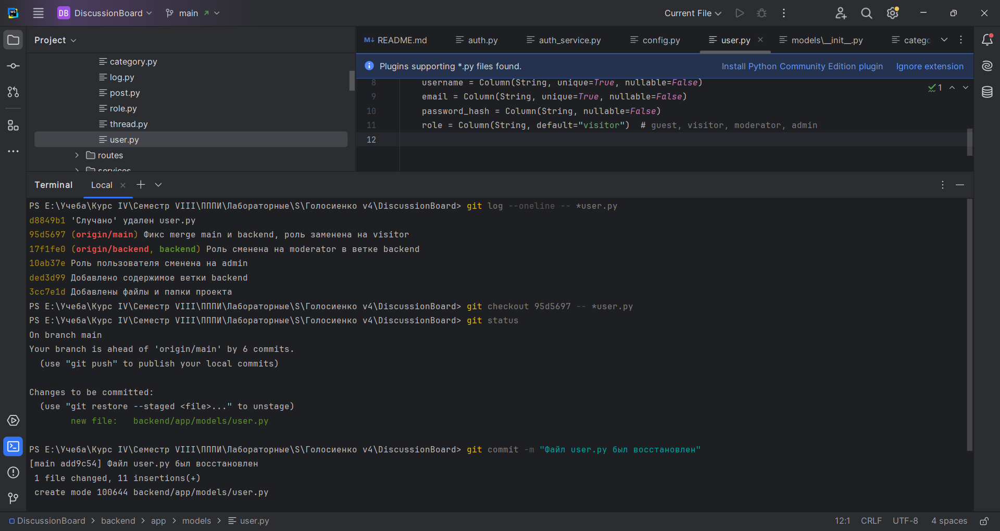 WS DB DiscussionBoard main Current File
Project
README.md auth.py auth_service.py config.py user.py models\__init__.py catego
Plugins supporting *.py files found. Install Python Community Edition plugin Ignore extension
category.py
log.py
post.py
role.py
thread.py
user.py
routes
services
8 username = Column(String, unique=True, nullable=False)
9 email = Column(String, unique=True, nullable=False)
10 password_hash = Column(String, nullable=False)
11 role = Column(String, default="visitor") # guest, visitor, moderator, admin
12
1
Terminal Local
PS E:\Учеба\Курс IV\Семестр VIII\ПППИ\Лабораторные\S\Голосиенко v4\DiscussionBoard> git log --oneline -- *user.py
d8849b1 'Случано' удален user.py
95d5697 (origin/main) Фикс merge main и backend, роль заменена на visitor
17f1fe0 (origin/backend, backend) Роль сменена на moderator в ветке backend
10ab37e Роль пользователя сменена на admin
ded3d99 Добавлено содержимое ветки backend
3cc7e1d Добавлены файлы и папки проекта
PS E:\Учеба\Курс IV\Семестр VIII\ПППИ\Лабораторные\S\Голосиенко v4\DiscussionBoard> git checkout 95d5697 -- *user.py
PS E:\Учеба\Курс IV\Семестр VIII\ПППИ\Лабораторные\S\Голосиенко v4\DiscussionBoard> git status
On branch main
Your branch is ahead of 'origin/main' by 6 commits.
(use "git push" to publish your local commits)
Changes to be committed:
(use "git restore --staged <file>..." to unstage)
new file: backend/app/models/user.py
PS E:\Учеба\Курс IV\Семестр VIII\ПППИ\Лабораторные\S\Голосиенко v4\DiscussionBoard> git commit -m "Файл user.py был восстановлен"
[main add9c54] Файл user.py был восстановлен
1 file changed, 11 insertions(+)
create mode 100644 backend/app/models/user.py
DiscussionBoard > backend > app > models > user.py 12:1 CRLF UTF-8 4 spaces